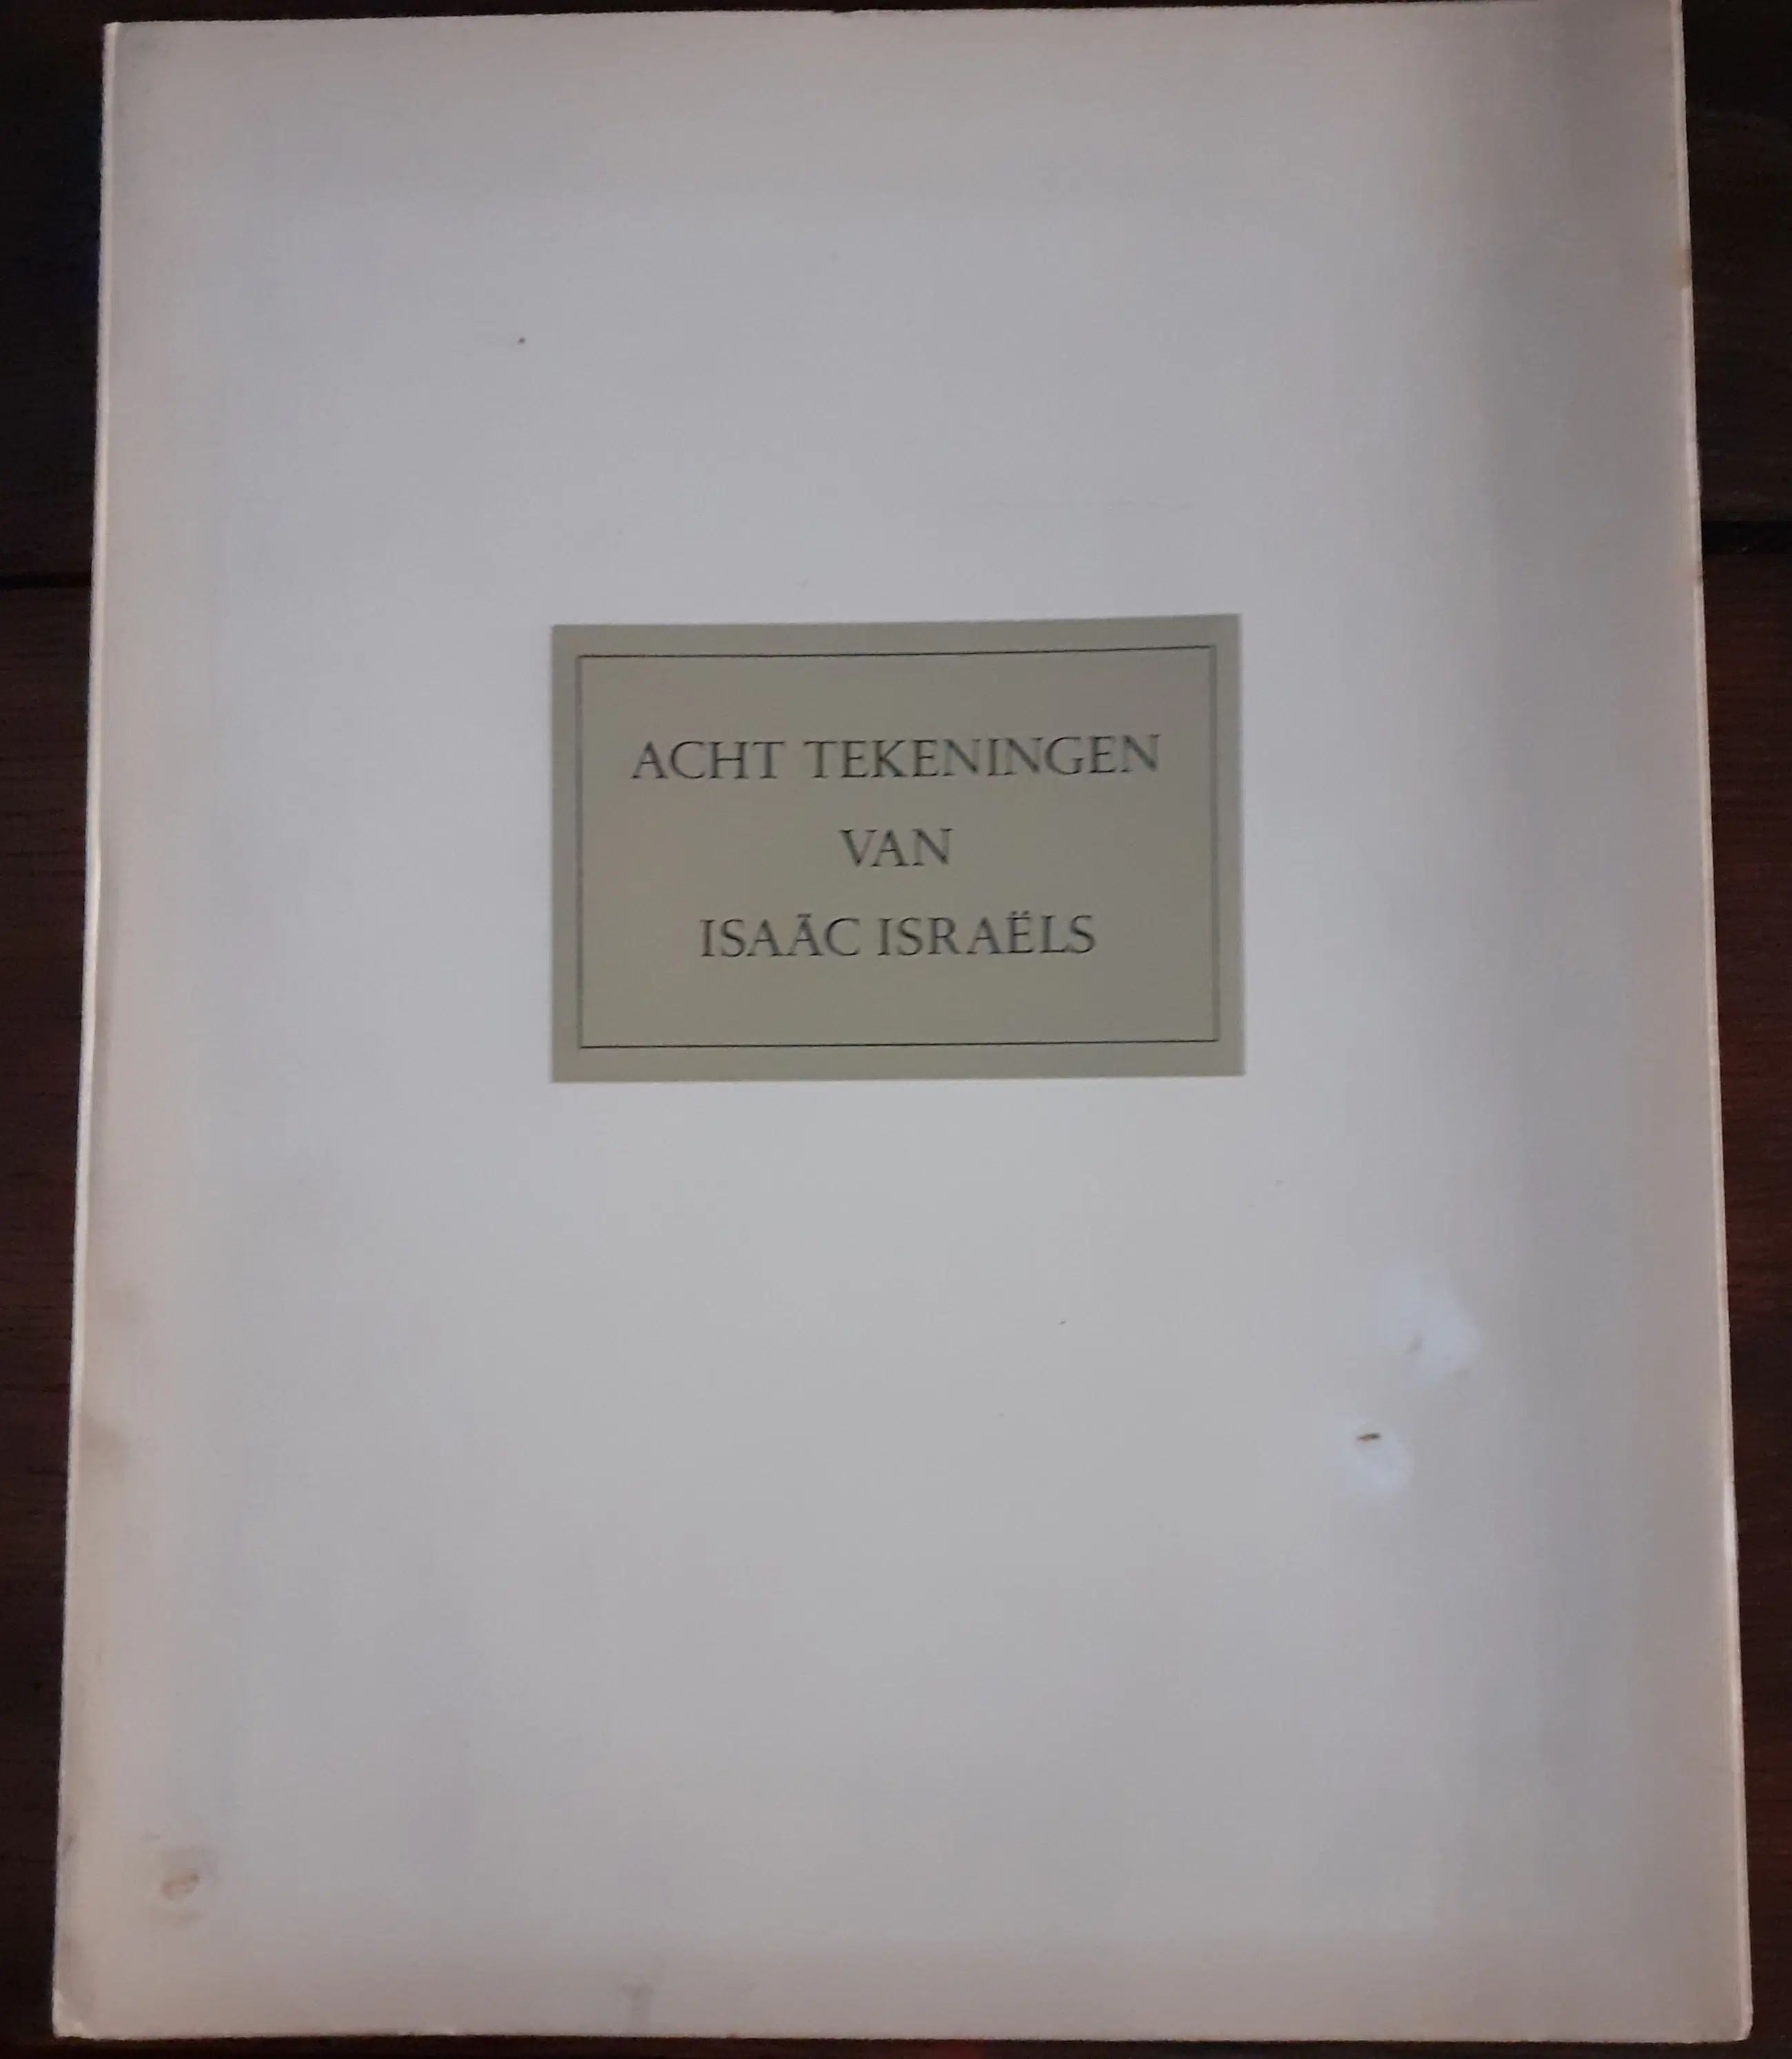 ACHT TEKENINGEN
VAN
ISAÄC ISRAËLS